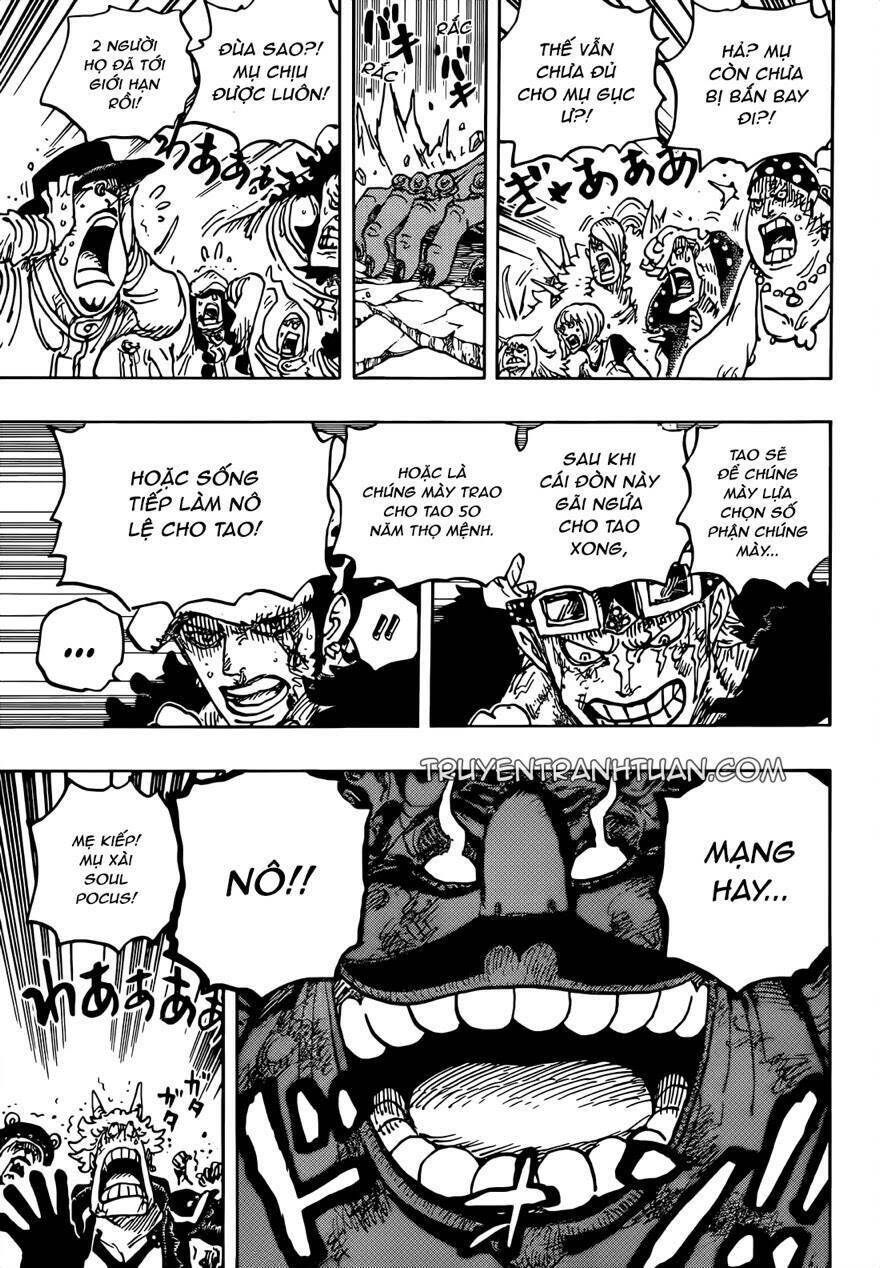 HẢ? MỤ
CÒN CHƯA
BỊ BẮN BAY
ĐI?!
THẾ VẪN
CHƯA ĐỦ
CHO MỤ GỤC
Ư?!
ぎゃあああ
RẮC
RẮC
バキ
ĐÙA SAO?!
MỤ CHỊU
ĐƯỢC LUÔN!
2 NGƯỜI
HỌ ĐÃ TỚI
GIỚI HẠN
RỒI!
わあああ
TAO SẼ
ĐỂ CHÚNG
MÀY LỰA
CHỌN SỐ
PHẬN CHÚNG
MÀY...
SAU KHI
CÁI ĐÒN NÀY
GÃI NGỨA
CHO TAO
XONG,
HOẶC LÀ
CHÚNG MÀY TRAO
CHO TAO 50
NĂM THỌ MỆNH.
HOẶC SỐNG
TIẾP LÀM NÔ
LỆ CHO TAO!
!!
...
TRUYENTRANHTUAN.COM
MẠNG
HAY...
NÔ!!
ドォン
MẸ KIẾP!
MỤ XÀI
SOUL
POCUS!
わあああ
ガタ
ガタ